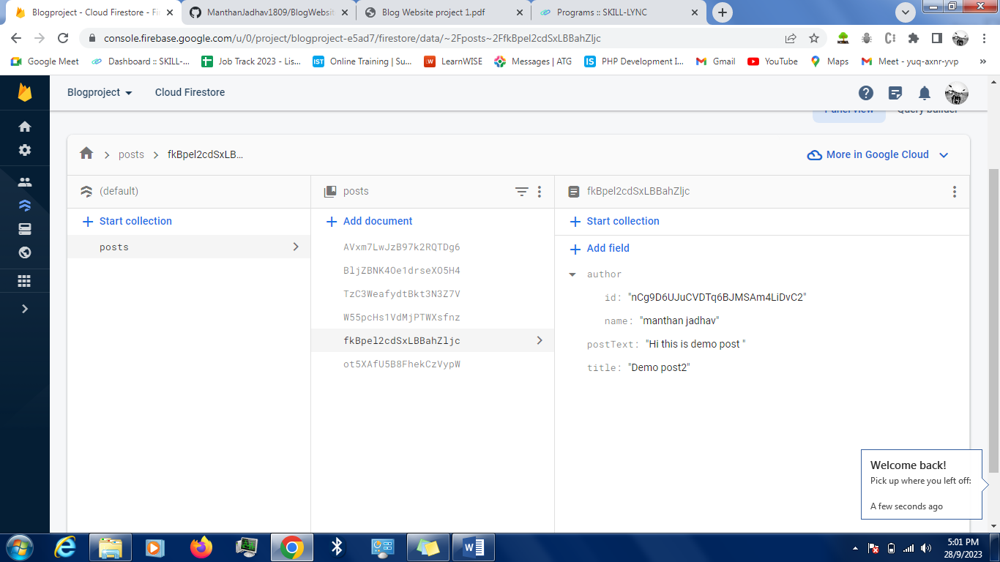 Blogproject - Cloud Firestore - Fi
ManthanJadhav1809/BlogWebsit
Blog Website project 1.pdf
Programs :: SKILL-LYNC
console.firebase.google.com/u/0/project/blogproject-e5ad7/firestore/data/~2Fposts~2FfkBpel2cdSxLBBahZljc
Google Meet
Dashboard :: SKILL-...
Job Track 2023 - Lis...
Online Training | Su...
LearnWISE
Messages | ATG
PHP Development I...
Gmail
YouTube
Maps
Meet - yuq-axnr-yvp
»
Blogproject
Cloud Firestore
Panel view
Query builder
posts
fkBpel2cdSxLB...
More in Google Cloud
(default)
posts
fkBpel2cdSxLBBahZljc
Start collection
Add document
Start collection
posts
AVxm7LwJzB97k2RQTDg6
BljZBNK4Oe1drseXO5H4
TzC3WeafydtBkt3N3Z7V
W55pcHs1VdMjPTWXsfnz
fkBpel2cdSxLBBahZljc
ot5XAfU5B8FhekCzVypW
Add field
author
id: "nCg9D6UJuCVDTq6BJMSAm4LiDvC2"
name: "manthan jadhav"
postText: "Hi this is demo post "
title: "Demo post2"
Welcome back!
Pick up where you left off:
A few seconds ago
5:01 PM
28/9/2023